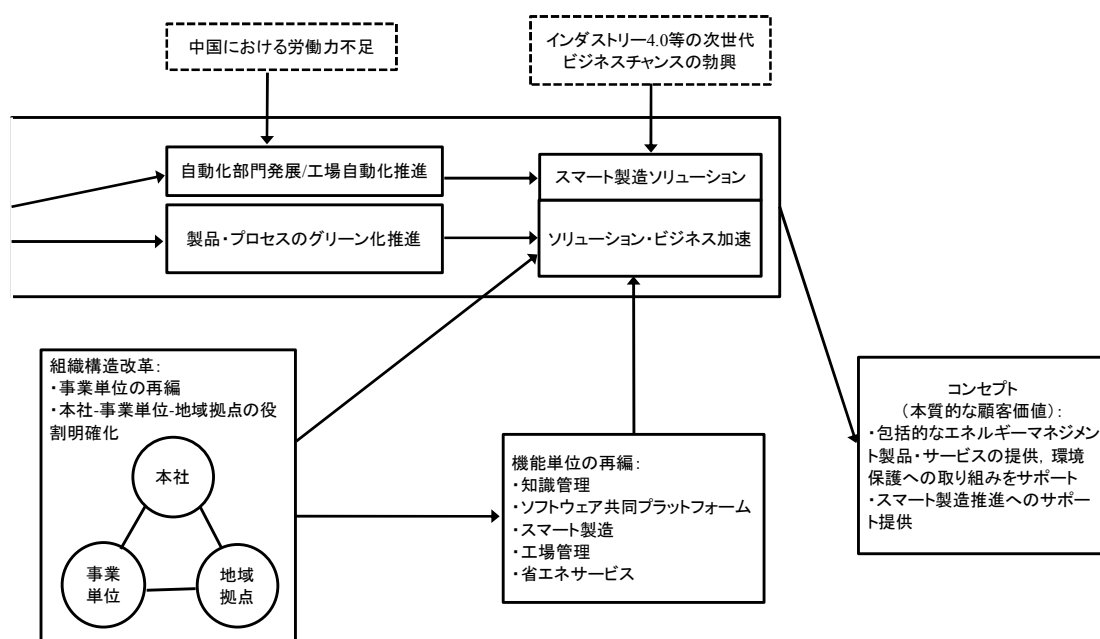 中国における労働力不足
インダストリー4.0等の次世代
ビジネスチャンスの勃興
自動化部門発展/工場自動化推進
スマート製造ソリューション
製品・プロセスのグリーン化推進
ソリューション・ビジネス加速
組織構造改革:
・事業単位の再編
・本社-事業単位-地域拠点の役
割明確化
本社
事業
単位
地域
拠点
機能単位の再編:
・知識管理
・ソフトウェア共同プラットフォーム
・スマート製造
・工場管理
・省エネサービス
コンセプト
(本質的な顧客価値):
・包括的なエネルギーマネジメン
ト製品・サービスの提供, 環境
保護への取り組みをサポート
・スマート製造推進へのサポー
ト提供